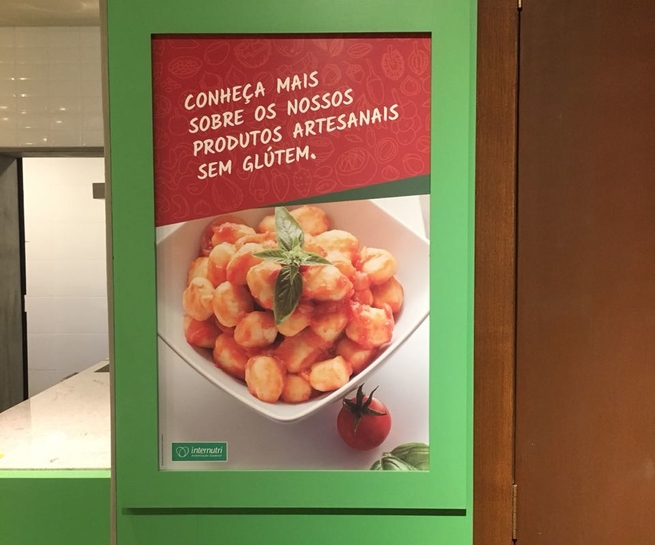 CONHEÇA MAIS
SOBRE OS NOSSOS
PRODUTOS ARTESANAIS
SEM GLÚTEM.
internutri